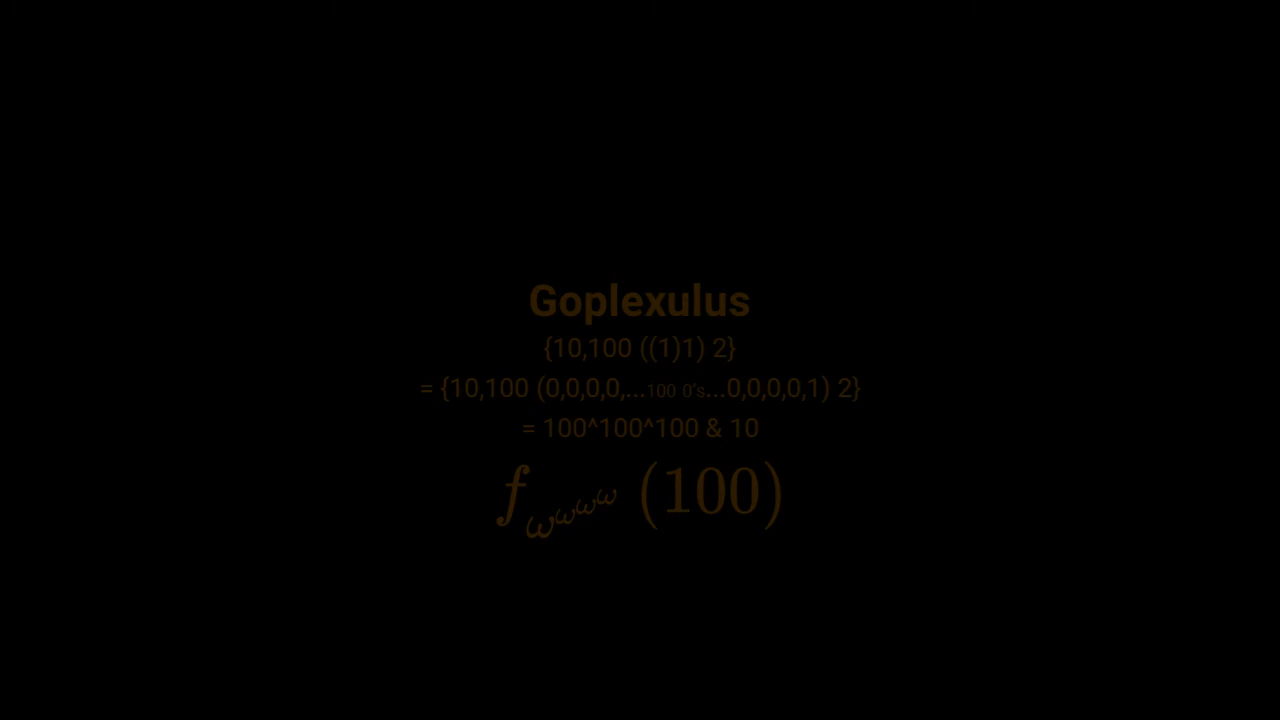 Goplexulus
{10,100 ((1)1) 2}
= {10,100 (0,0,0,0,...100 0's...0,0,0,0,1) 2}
= 100^100^100 & 10
f_{ω^{ω^{ω^ω}}} (100)